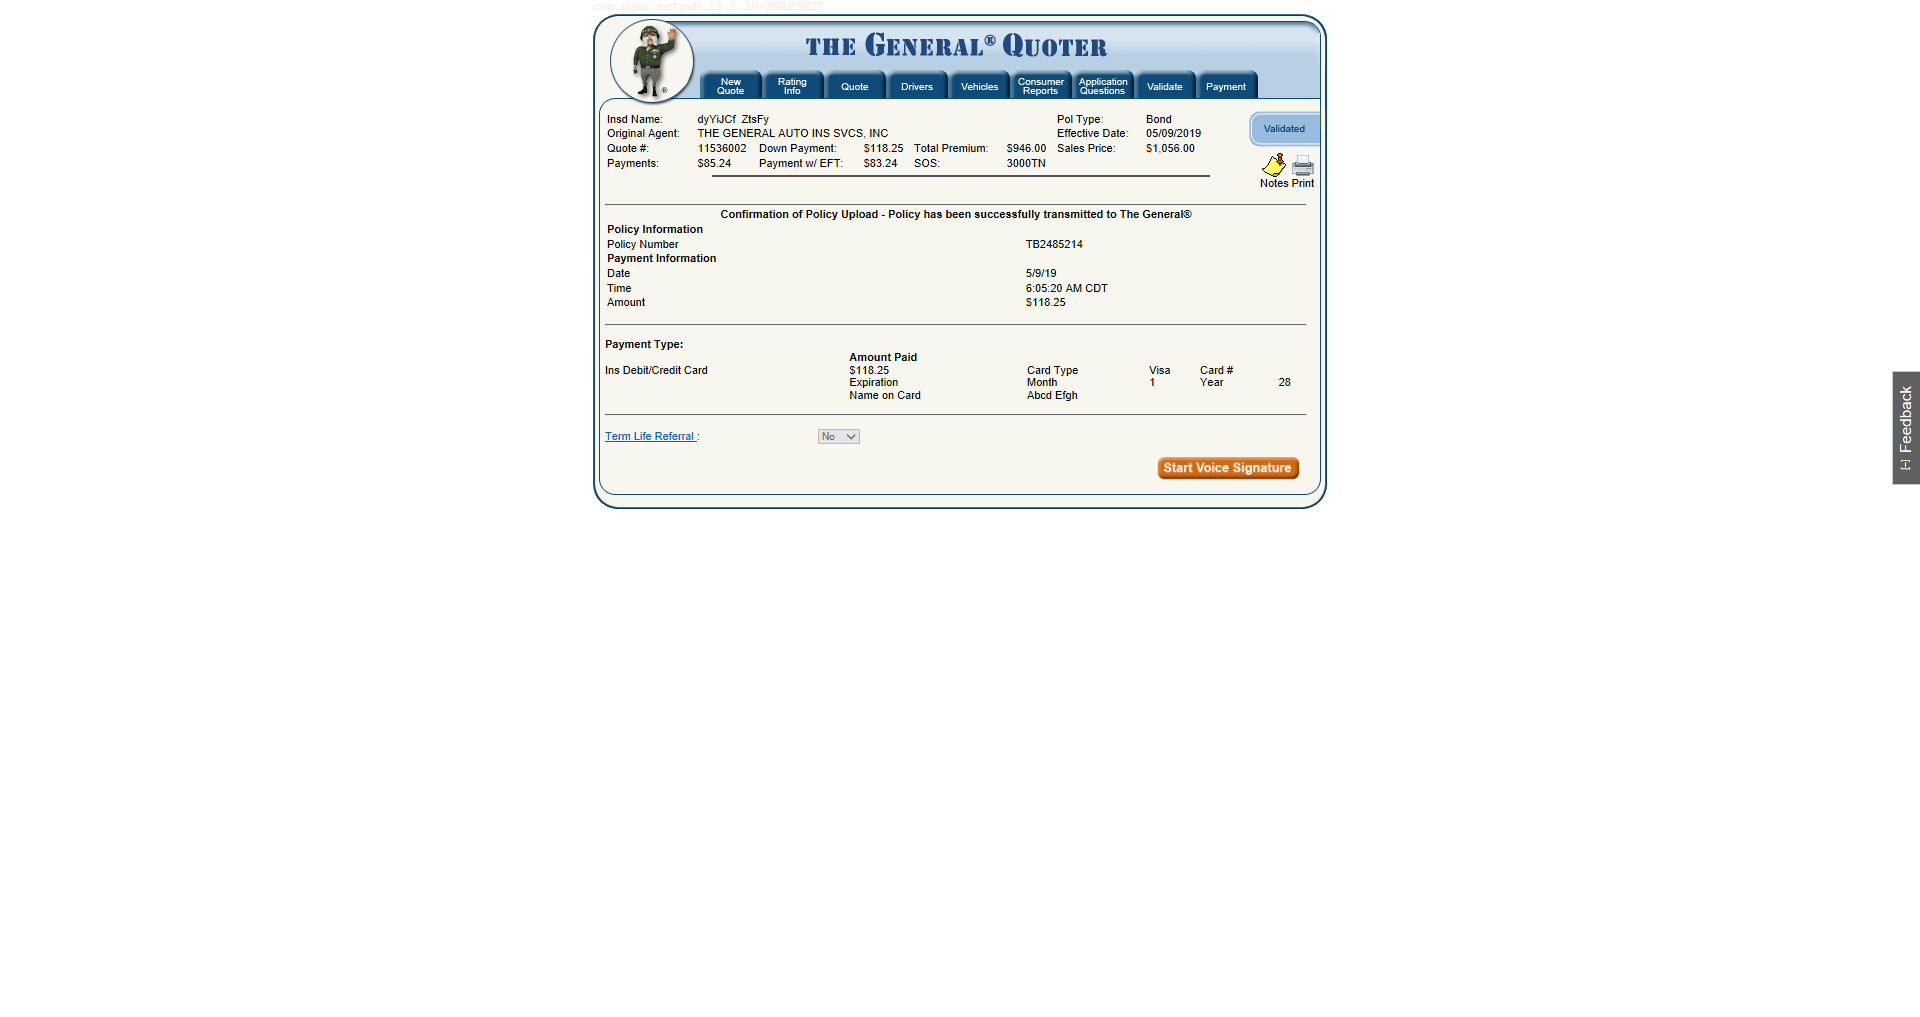 com.pgac:netpub:19.1.20-SNAPSHOT
THE GENERAL® QUOTER
New Quote
Rating Info
Quote
Drivers
Vehicles
Consumer Reports
Application Questions
Validate
Payment
Insd Name: dyYiJCf ZtsFy Pol Type: Bond
Original Agent: THE GENERAL AUTO INS SVCS, INC Effective Date: 05/09/2019
Quote #: 11536002 Down Payment: $118.25 Total Premium: $946.00 Sales Price: $1,056.00
Payments: $85.24 Payment w/ EFT: $83.24 SOS: 3000TN
Validated
Notes Print
Confirmation of Policy Upload - Policy has been successfully transmitted to The General®
Policy Information
Policy Number TB2485214
Payment Information
Date 5/9/19
Time 6:05:20 AM CDT
Amount $118.25
Payment Type:
Amount Paid
Ins Debit/Credit Card $118.25 Card Type Visa Card #
Expiration Month 1 Year 28
Name on Card Abcd Efgh
Term Life Referral : No
Start Voice Signature
[-] Feedback
®